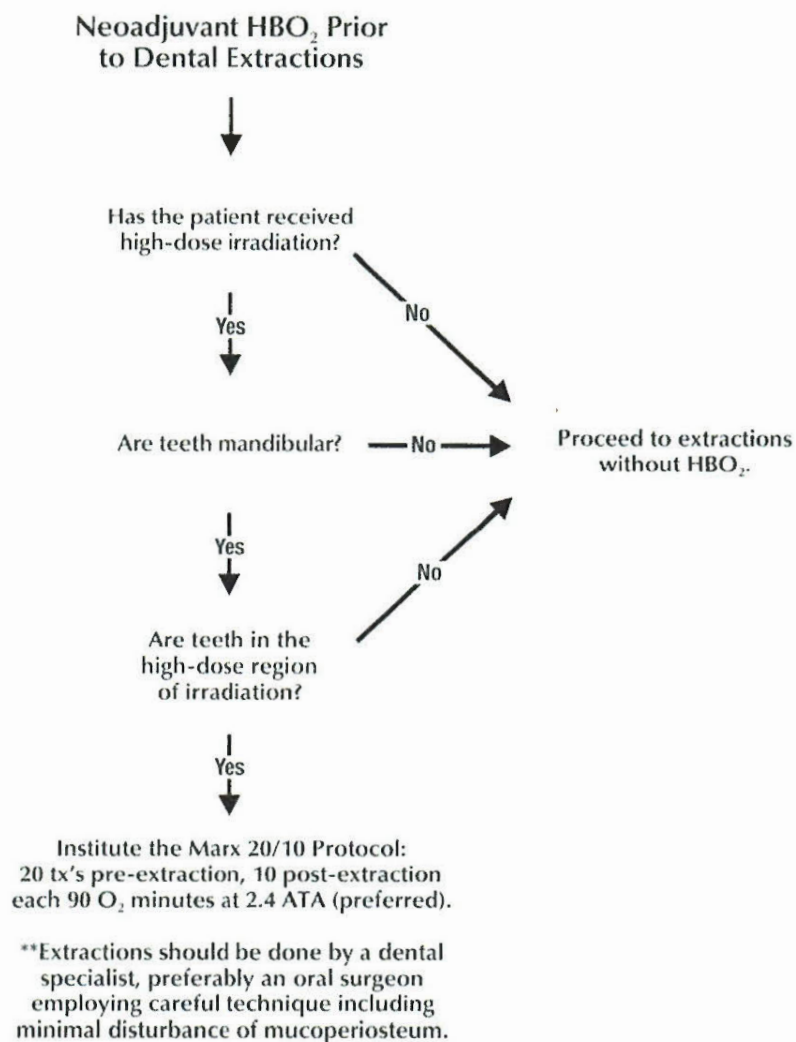 Neoadjuvant HBO₂ Prior
to Dental Extractions
Has the patient received
high-dose irradiation?
No
Yes
Are teeth mandibular?
No
Proceed to extractions
without HBO₂.
Yes
No
Are teeth in the
high-dose region
of irradiation?
Yes
Institute the Marx 20/10 Protocol:
20 tx's pre-extraction, 10 post-extraction
each 90 O₂ minutes at 2.4 ATA (preferred).
**Extractions should be done by a dental
specialist, preferably an oral surgeon
employing careful technique including
minimal disturbance of mucoperiosteum.